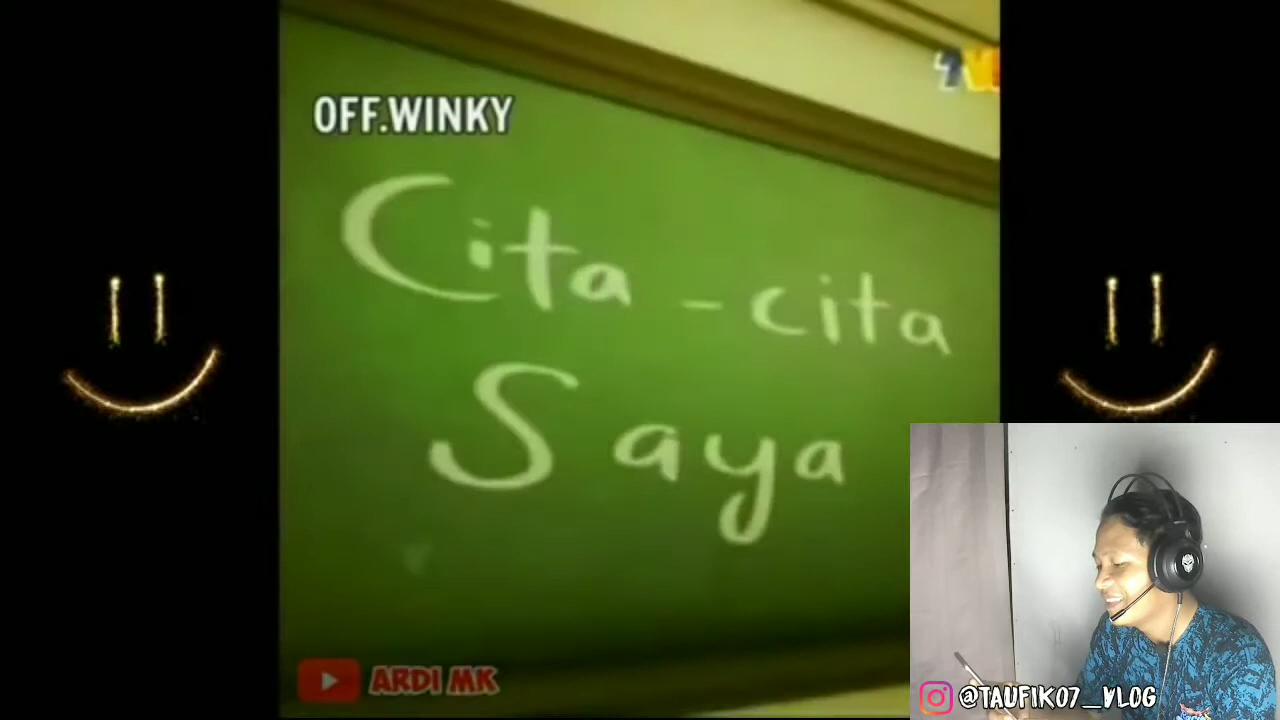 OFF.WINKY
Cita - cita
Saya
ARDI MK
@TAUFIK07_VLOG